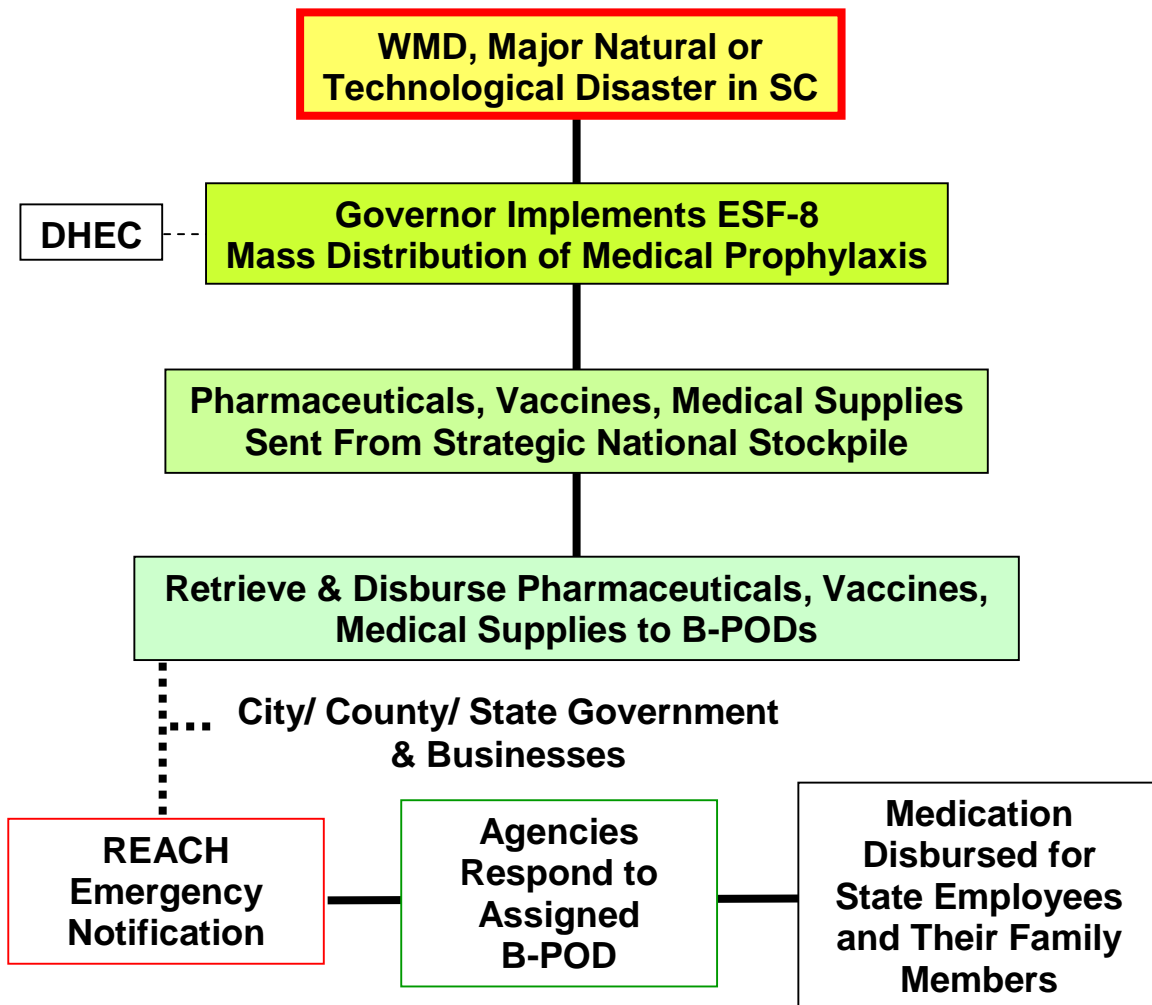 WMD, Major Natural or
Technological Disaster in SC
DHEC
Governor Implements ESF-8
Mass Distribution of Medical Prophylaxis
Pharmaceuticals, Vaccines, Medical Supplies
Sent From Strategic National Stockpile
Retrieve & Disburse Pharmaceuticals, Vaccines,
Medical Supplies to B-PODs
City/ County/ State Government
& Businesses
REACH
Emergency
Notification
Agencies
Respond to
Assigned
B-POD
Medication
Disbursed for
State Employees
and Their Family
Members